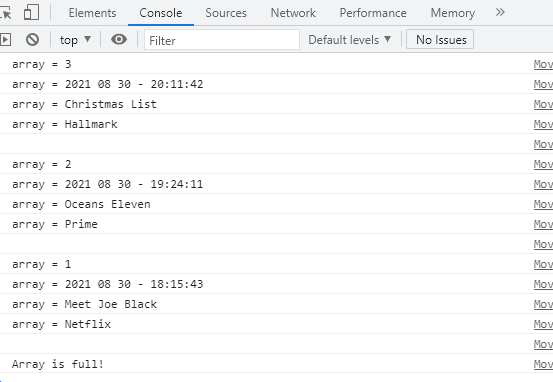 Elements Console Sources Network Performance Memory »
top ▼ Filter Default levels ▼ No Issues
array = 3 Mov
array = 2021 08 30 - 20:11:42 Mov
array = Christmas List Mov
array = Hallmark Mov
Mov
array = 2 Mov
array = 2021 08 30 - 19:24:11 Mov
array = Oceans Eleven Mov
array = Prime Mov
Mov
array = 1 Mov
array = 2021 08 30 - 18:15:43 Mov
array = Meet Joe Black Mov
array = Netflix Mov
Mov
Array is full! Mov